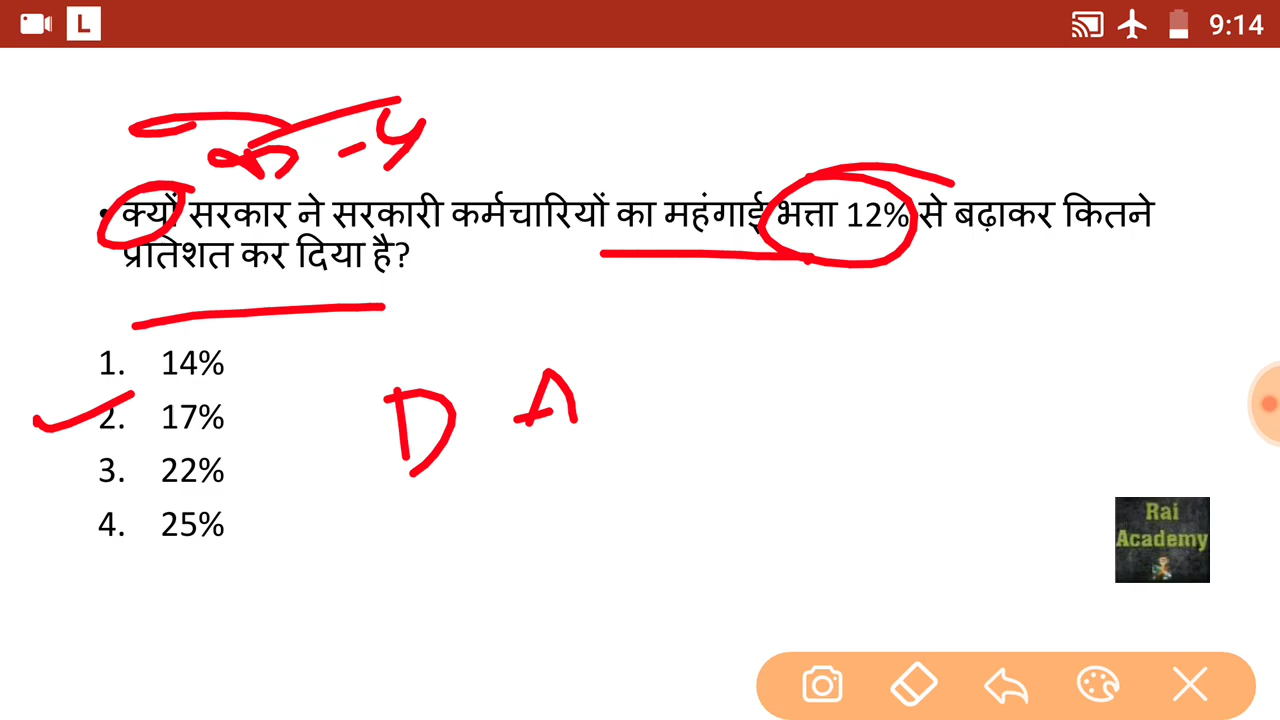 L 9:14
• क्यों सरकार ने सरकारी कर्मचारियों का महंगाई भत्ता 12% से बढ़ाकर कितने
प्रतिशत कर दिया है?
1. 14%
2. 17%
3. 22%
4. 25%
D A
Rai
Academy